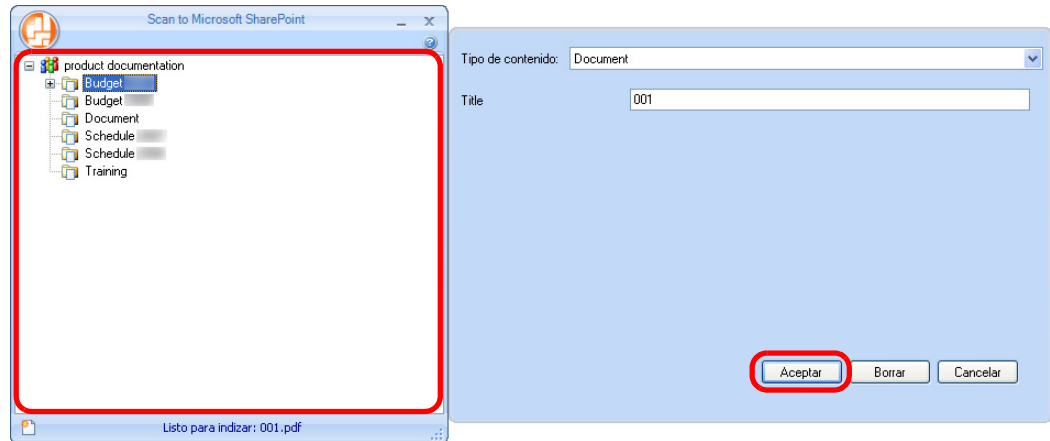 Scan to Microsoft SharePoint
product documentation
Budget
Budget
Document
Schedule
Schedule
Training
Listo para indizar: 001.pdf
Tipo de contenido: Document
Title 001
Aceptar Borrar Cancelar